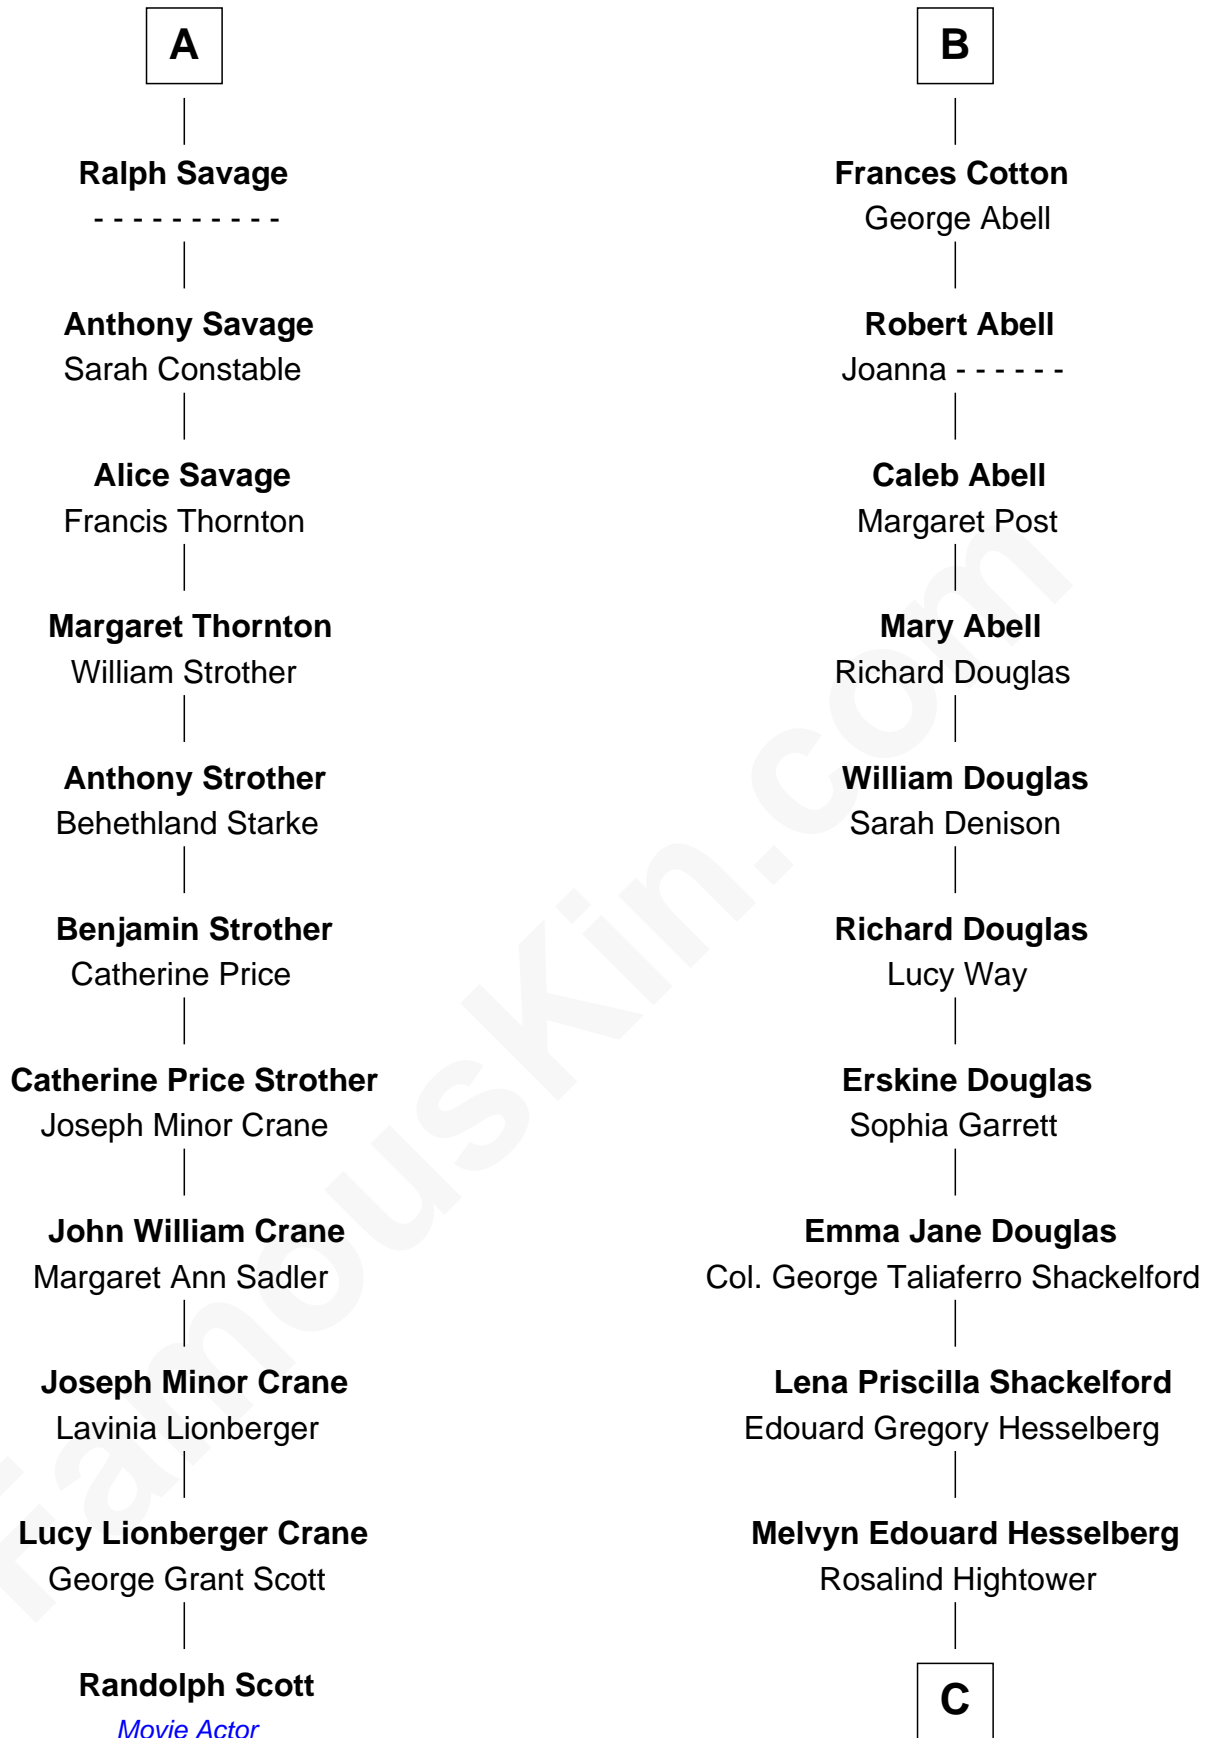 A
Ralph Savage
- - - - - - - - - -
Anthony Savage
Sarah Constable
Alice Savage
Francis Thornton
Margaret Thornton
William Strother
Anthony Strother
Behethland Starke
Benjamin Strother
Catherine Price
Catherine Price Strother
Joseph Minor Crane
John William Crane
Margaret Ann Sadler
Joseph Minor Crane
Lavinia Lionberger
Lucy Lionberger Crane
George Grant Scott
Randolph Scott
Movie Actor
B
Frances Cotton
George Abell
Robert Abell
Joanna - - - - - -
Caleb Abell
Margaret Post
Mary Abell
Richard Douglas
William Douglas
Sarah Denison
Richard Douglas
Lucy Way
Erskine Douglas
Sophia Garrett
Emma Jane Douglas
Col. George Taliaferro Shackelford
Lena Priscilla Shackelford
Edouard Gregory Hesselberg
Melvyn Edouard Hesselberg
Rosalind Hightower
C
FamousKin.com